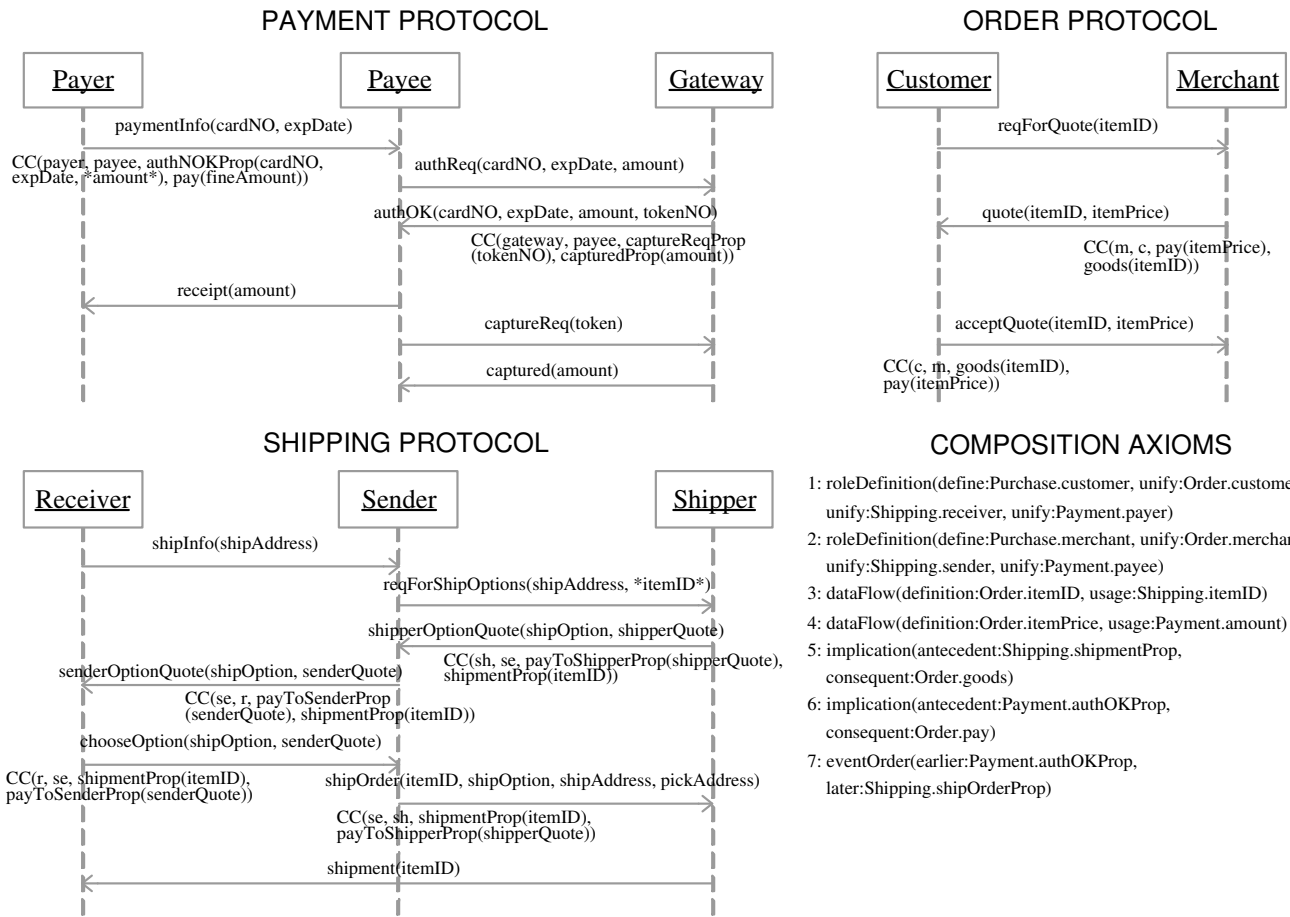 PAYMENT PROTOCOL
Payer
Payee
Gateway
paymentInfo(cardNO, expDate)
CC(payer, payee, authNOKProp(cardNO,
expDate, *amount*), pay(fineAmount))
authReq(cardNO, expDate, amount)
authOK(cardNO, expDate, amount, tokenNO)
CC(gateway, payee, captureReqProp
(tokenNO), capturedProp(amount))
receipt(amount)
captureReq(token)
captured(amount)
ORDER PROTOCOL
Customer
Merchant
reqForQuote(itemID)
quote(itemID, itemPrice)
CC(m, c, pay(itemPrice),
goods(itemID))
acceptQuote(itemID, itemPrice)
CC(c, m, goods(itemID),
pay(itemPrice))
SHIPPING PROTOCOL
Receiver
Sender
Shipper
shipInfo(shipAddress)
reqForShipOptions(shipAddress, *itemID*)
shipperOptionQuote(shipOption, shipperQuote)
CC(sh, se, payToShipperProp(shipperQuote),
shipmentProp(itemID))
senderOptionQuote(shipOption, senderQuote)
CC(se, r, payToSenderProp
(senderQuote), shipmentProp(itemID))
chooseOption(shipOption, senderQuote)
CC(r, se, shipmentProp(itemID),
payToSenderProp(senderQuote))
shipOrder(itemID, shipOption, shipAddress, pickAddress)
CC(se, sh, shipmentProp(itemID),
payToShipperProp(shipperQuote))
shipment(itemID)
COMPOSITION AXIOMS
1: roleDefinition(define:Purchase.customer, unify:Order.custome
unify:Shipping.receiver, unify:Payment.payer)
2: roleDefinition(define:Purchase.merchant, unify:Order.merchan
unify:Shipping.sender, unify:Payment.payee)
3: dataFlow(definition:Order.itemID, usage:Shipping.itemID)
4: dataFlow(definition:Order.itemPrice, usage:Payment.amount)
5: implication(antecedent:Shipping.shipmentProp,
consequent:Order.goods)
6: implication(antecedent:Payment.authOKProp,
consequent:Order.pay)
7: eventOrder(earlier:Payment.authOKProp,
later:Shipping.shipOrderProp)